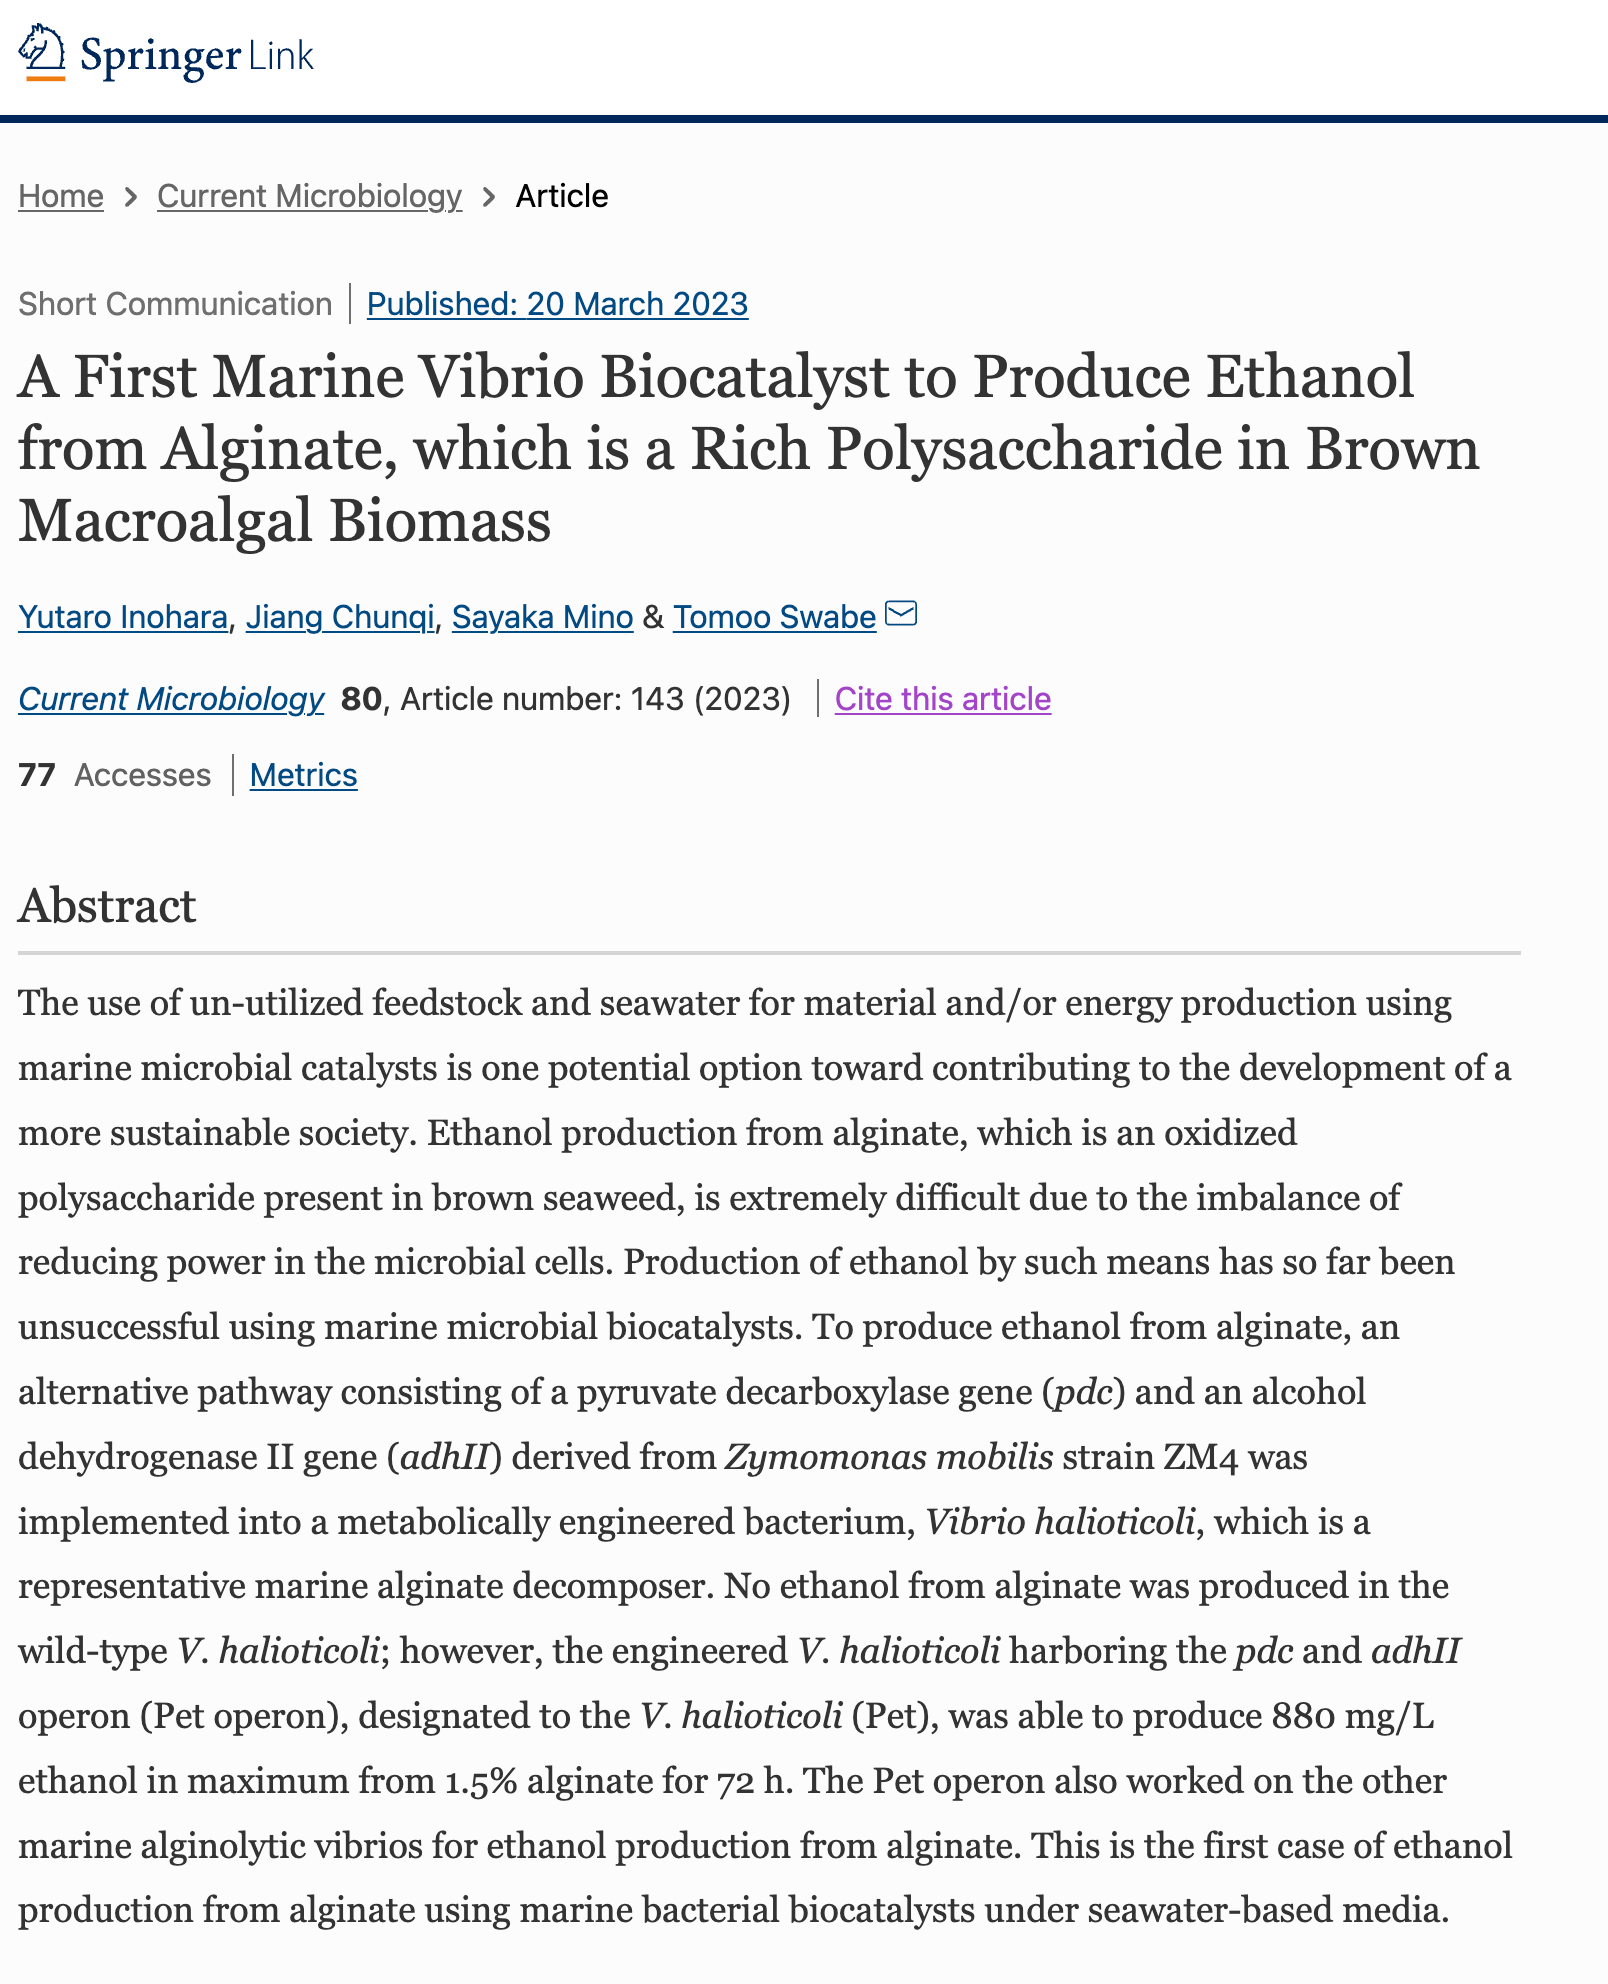 Springer Link
Home > Current Microbiology > Article
Short Communication | Published: 20 March 2023
A First Marine Vibrio Biocatalyst to Produce Ethanol
from Alginate, which is a Rich Polysaccharide in Brown
Macroalgal Biomass
Yutaro Inohara, Jiang Chunqi, Sayaka Mino & Tomoo Swabe
Current Microbiology 80, Article number: 143 (2023) | Cite this article
77 Accesses | Metrics
Abstract
The use of un-utilized feedstock and seawater for material and/or energy production using
marine microbial catalysts is one potential option toward contributing to the development of a
more sustainable society. Ethanol production from alginate, which is an oxidized
polysaccharide present in brown seaweed, is extremely difficult due to the imbalance of
reducing power in the microbial cells. Production of ethanol by such means has so far been
unsuccessful using marine microbial biocatalysts. To produce ethanol from alginate, an
alternative pathway consisting of a pyruvate decarboxylase gene (pdc) and an alcohol
dehydrogenase II gene (adhII) derived from Zymomonas mobilis strain ZM4 was
implemented into a metabolically engineered bacterium, Vibrio halioticoli, which is a
representative marine alginate decomposer. No ethanol from alginate was produced in the
wild-type V. halioticoli; however, the engineered V. halioticoli harboring the pdc and adhII
operon (Pet operon), designated to the V. halioticoli (Pet), was able to produce 880 mg/L
ethanol in maximum from 1.5% alginate for 72 h. The Pet operon also worked on the other
marine alginolytic vibrios for ethanol production from alginate. This is the first case of ethanol
production from alginate using marine bacterial biocatalysts under seawater-based media.